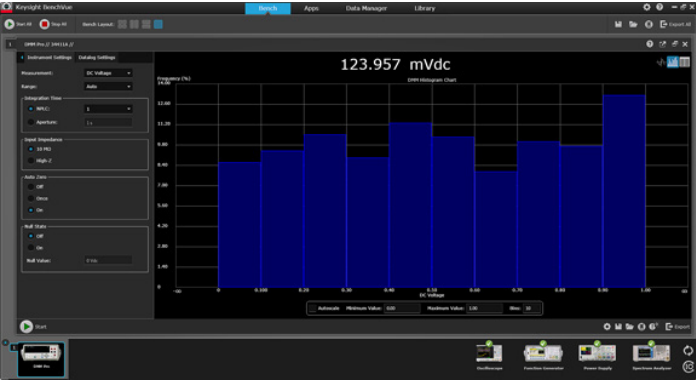 Keysight BenchVue
Bench Apps Data Manager Library
Start All Stop All Bench Layout: Export All
1 DMM Pro // 34411A //
Instrument Settings Datalog Settings
Measurement: DC Voltage
Range: Auto
Integration Time
NPLC: 1
Aperture: 1 s
Input Impedance
10 MΩ
High-Z
Auto Zero
Off
Once
On
Null State
Off
On
Null Value: 0 Vdc
123.957 mVdc
DMM Histogram Chart
Frequency (%)
14.00
12.60
11.20
9.80
8.40
7.00
5.60
4.20
2.80
1.40
0
-∞ 0 0.100 0.20 0.30 0.40 0.50 0.60 0.70 0.80 0.90 1.00 ∞
DC Voltage
Autoscale Minimum Value: 0.00 Maximum Value: 1.00 Bins: 10
Start Export
1
DMM Pro
Oscilloscope Function Generator Power Supply Spectrum Analyzer